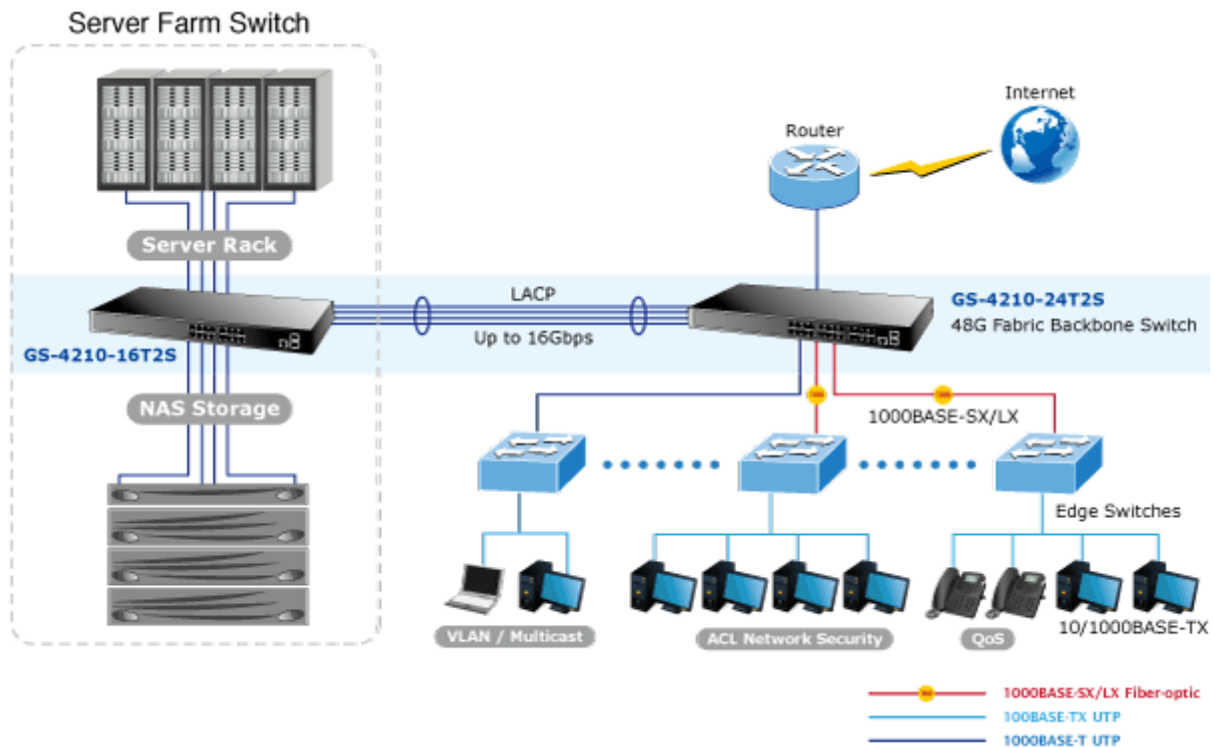 Server Farm Switch
Internet
Router
Server Rack
LACP
GS-4210-24T2S
48G Fabric Backbone Switch
Up to 16Gbps
GS-4210-16T2S
NAS Storage
1000BASE-SX/LX
Edge Switches
10/1000BASE-TX
VLAN / Multicast
ACL Network Security
QoS
1000BASE-SX/LX Fiber-optic
100BASE-TX UTP
1000BASE-T UTP